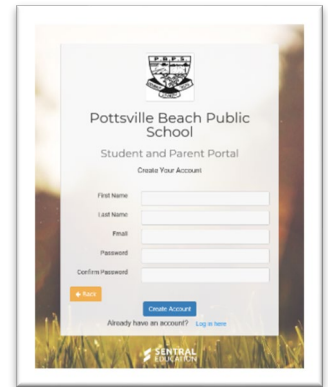 P B P S
Pottsville Beach Public
School
Student and Parent Portal
Create Your Account
First Name
Last Name
Email
Password
Confirm Password
Back
Create Account
Already have an account? Log in here
SENTRAL
EDUCATION